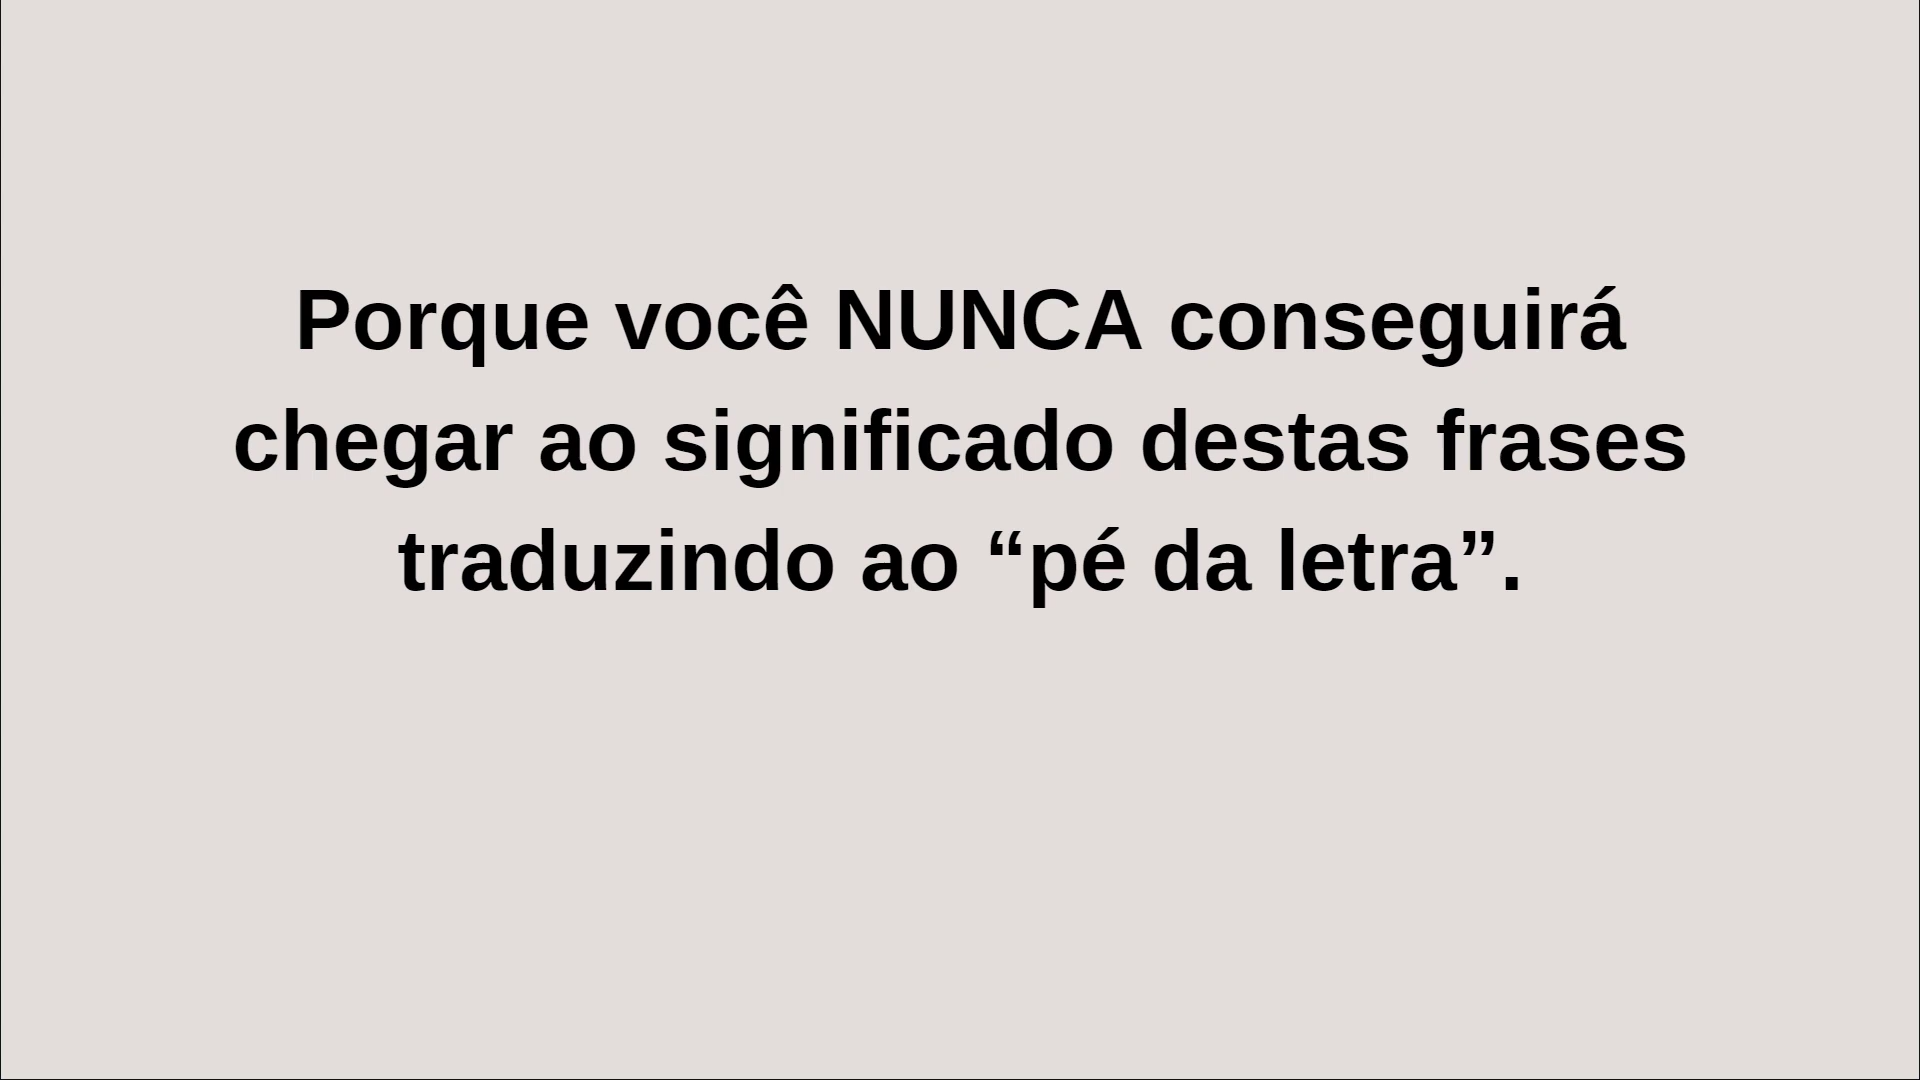 Porque você NUNCA conseguirá
chegar ao significado destas frases
traduzindo ao “pé da letra”.